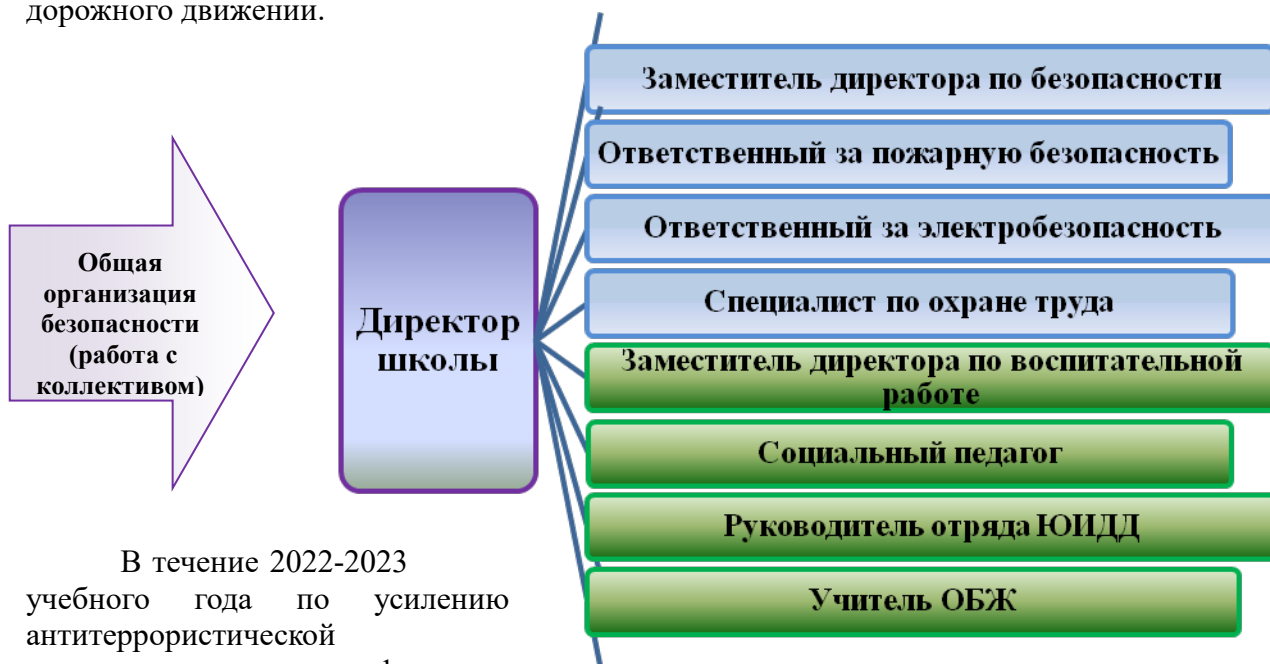 дорожного движении.
Общая
организация
безопасности
(работа с
коллективом)
Директор
школы
Заместитель директора по безопасности
Ответственный за пожарную безопасность
Ответственный за электробезопасность
Специалист по охране труда
Заместитель директора по воспитательной
работе
Социальный педагог
Руководитель отряда ЮИДД
Учитель ОБЖ
В течение 2022-2023
учебного года по усилению
антитеррористической